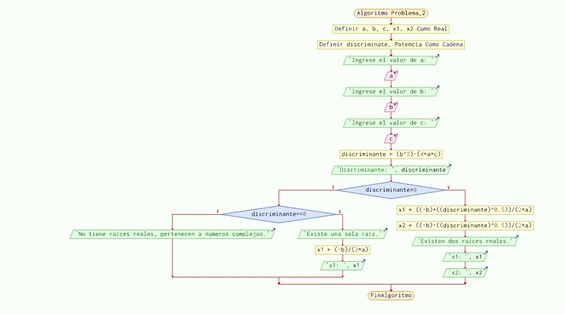 Algoritmo Problema_2
Definir a, b, c, x1, x2 Como Real
Definir discriminate, Potencia Como Cadena
"Ingrese el valor de a: "
a
"Ingrese el valor de b: "
b
"Ingrese el valor de c: "
c
discriminante ← (b^2)-(4*a*c)
"Discriminante: ", discriminante
discriminante>0
F
V
discriminante==0
F
V
"No tiene raíces reales, pertenecen a números complejos."
"Existe una sola raíz."
x1 ← (-b)/(2*a)
"x1: ", x1
x1 ← ((-b)+((discriminante)^0.5))/(2*a)
x2 ← ((-b)-((discriminante)^0.5))/(2*a)
"Existen dos raíces reales."
"x1: ", x1
"x2: ", x2
FinAlgoritmo